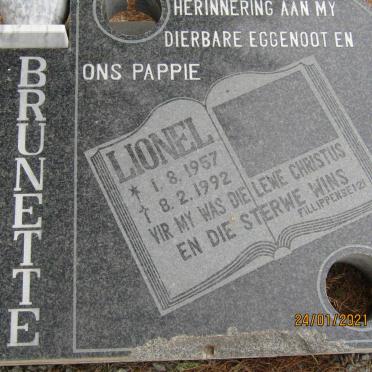 HERINNERING AAN MY
DIERBARE EGGENOOT EN
ONS PAPPIE
BRUNETTE
LIONEL
* 1.8.1957
† 8.2.1992
VIR MY WAS DIE LEWE CHRISTUS
EN DIE STERWE WINS
FILLIPPENSE 1:21
24/01/2021